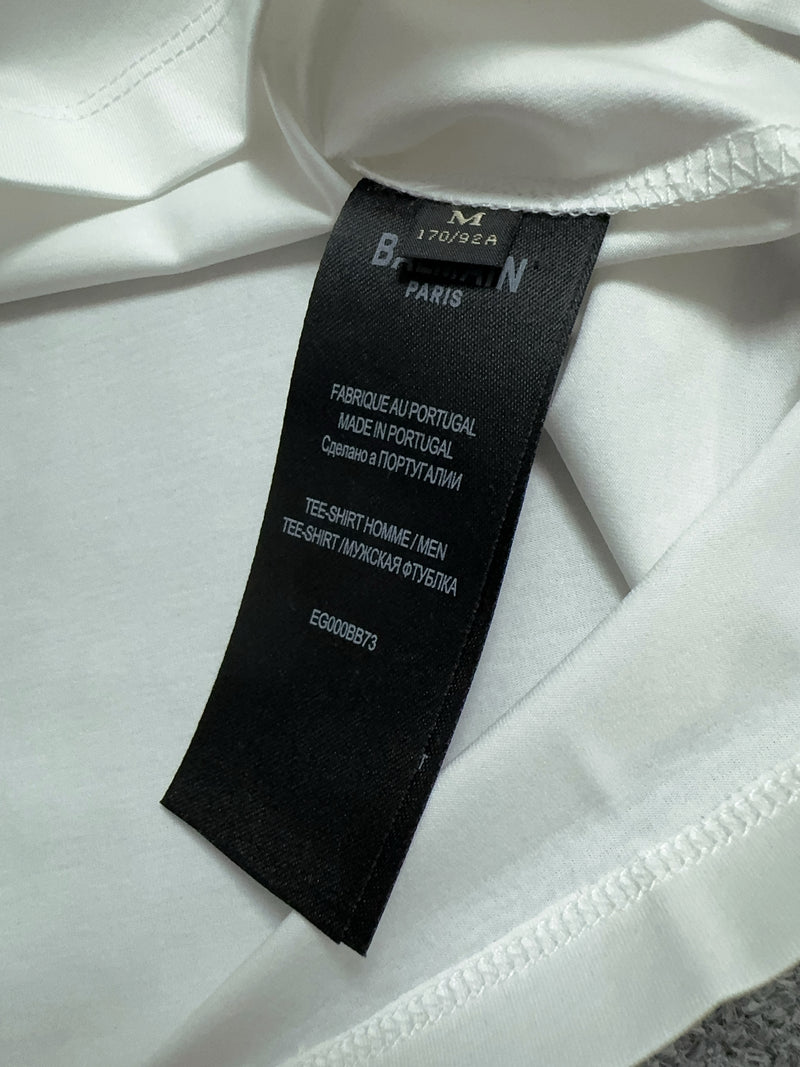 M
170/92A
BALMAIN
PARIS
FABRIQUE AU PORTUGAL
MADE IN PORTUGAL
Сделано а ПОРТУГАЛИИ
TEE-SHIRT HOMME / MEN
TEE-SHIRT /МУЖСКАЯ ФТУБЛКА
EG000BB73
T